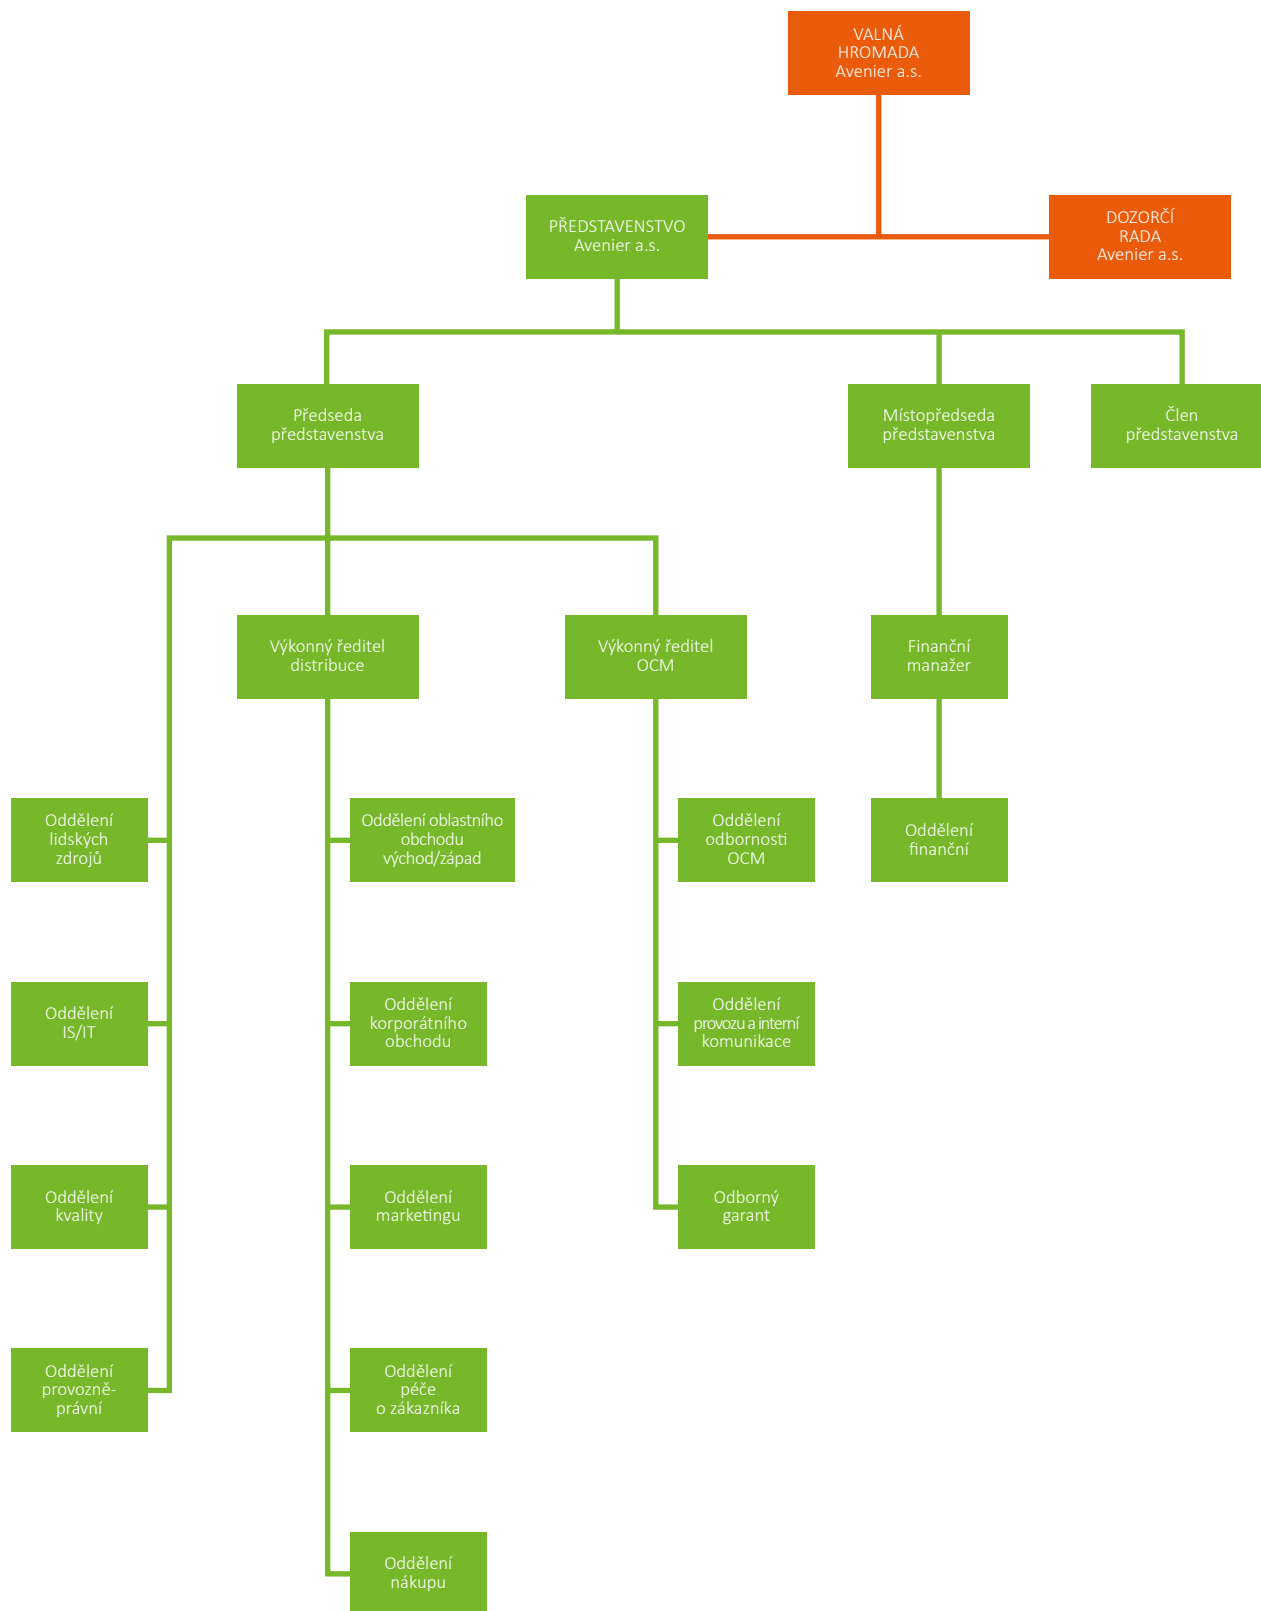 VALNÁ
HROMADA
Avenier a.s.
PŘEDSTAVENSTVO
Avenier a.s.
DOZORČÍ
RADA
Avenier a.s.
Předseda
představenstva
Místopředseda
představenstva
Člen
představenstva
Výkonný ředitel
distribuce
Výkonný ředitel
OCM
Finanční
manažer
Oddělení
lidských
zdrojů
Oddělení oblastního
obchodu
východ/západ
Oddělení
odbornosti
OCM
Oddělení
finanční
Oddělení
IS/IT
Oddělení
korporátního
obchodu
Oddělení
provozu a interní
komunikace
Oddělení
kvality
Oddělení
marketingu
Odborný
garant
Oddělení
provozně-
právní
Oddělení
péče
o zákazníka
Oddělení
nákupu